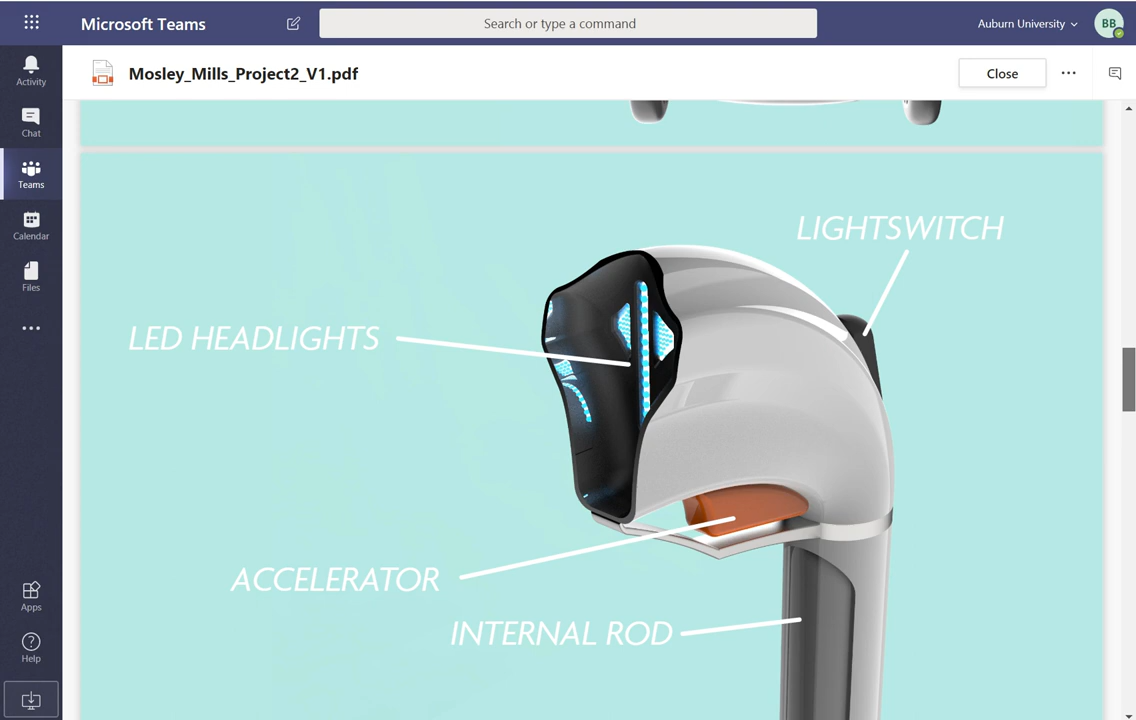 Microsoft Teams
Search or type a command
Auburn University
BB
Activity
Chat
Teams
Calendar
Files
Apps
Help
Mosley_Mills_Project2_V1.pdf
Close
LIGHTSWITCH
LED HEADLIGHTS
ACCELERATOR
INTERNAL ROD